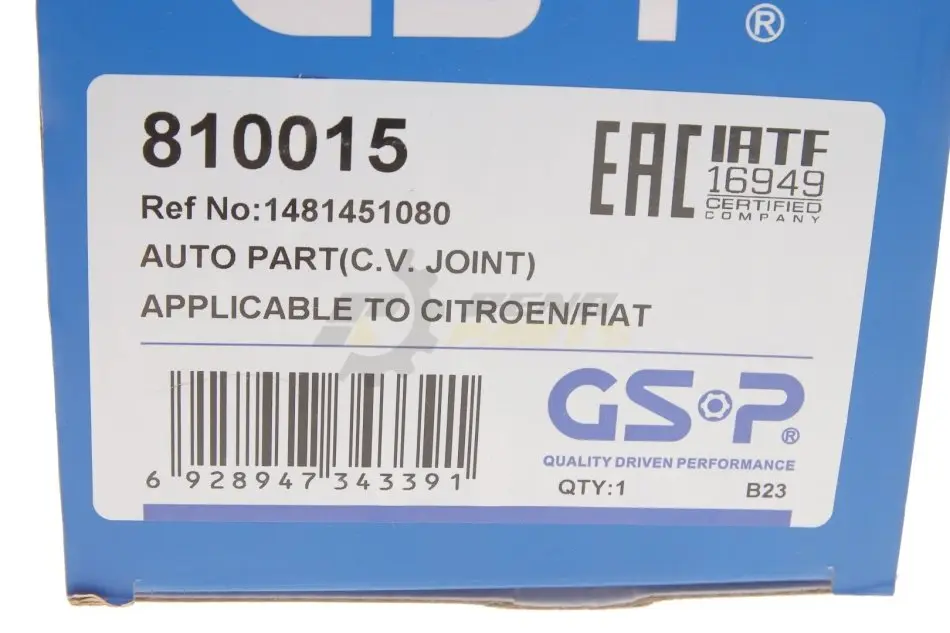 ®
810015
Ref No:1481451080
AUTO PART(C.V. JOINT)
APPLICABLE TO CITROEN/FIAT
EAC
IATF
16949
CERTIFIED
COMPANY
6 928947 343391
GSP®
QUALITY DRIVEN PERFORMANCE
QTY:1
B23